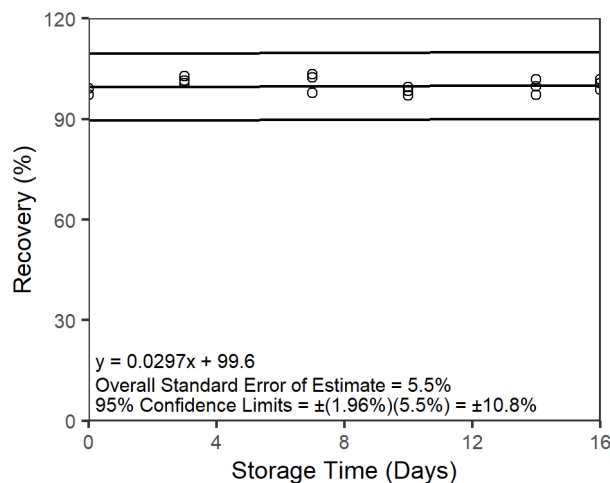 120
90
60
30
0
Recovery (%)
y = 0.0297x + 99.6
Overall Standard Error of Estimate = 5.5%
95% Confidence Limits = ±(1.96%)(5.5%) = ±10.8%
0 4 8 12 16
Storage Time (Days)